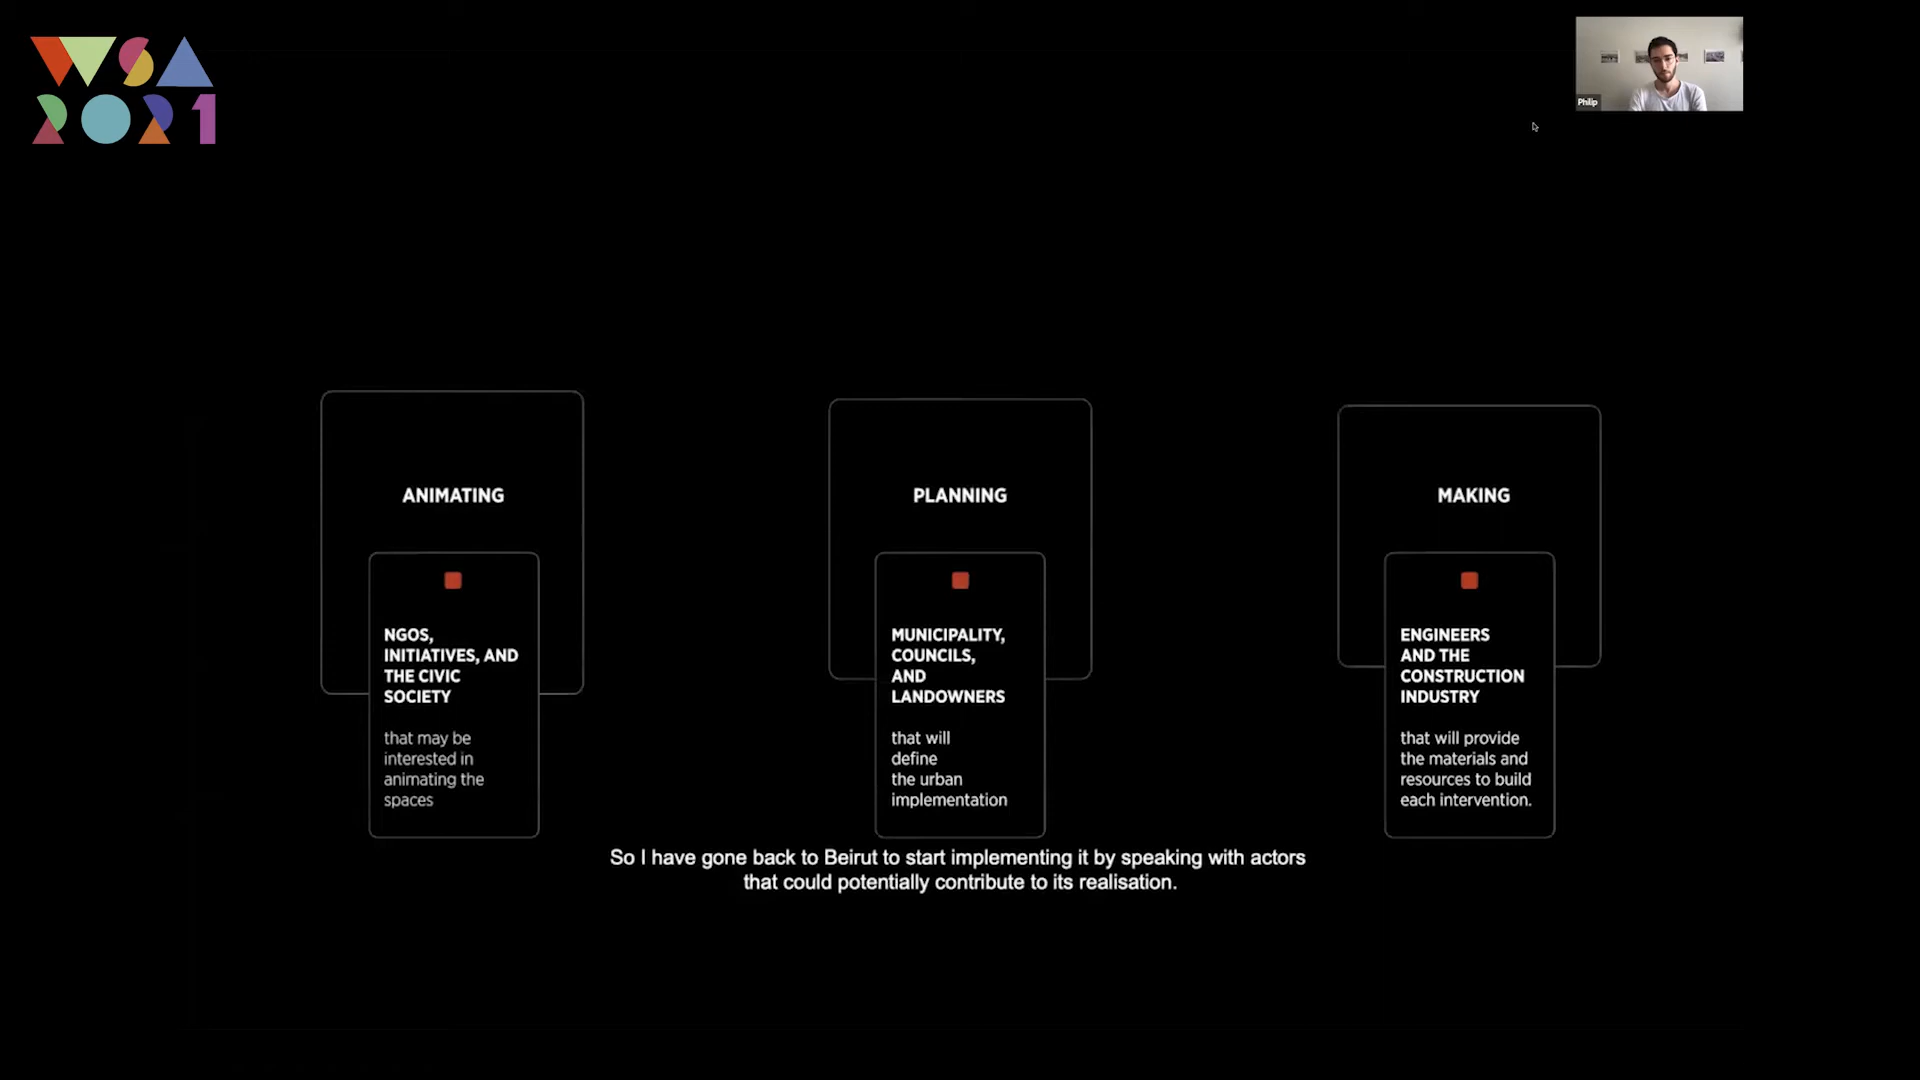 WSA
2021
Philip
ANIMATING
NGOS,
INITIATIVES, AND
THE CIVIC
SOCIETY
that may be
interested in
animating the
spaces
PLANNING
MUNICIPALITY,
COUNCILS,
AND
LANDOWNERS
that will
define
the urban
implementation
MAKING
ENGINEERS
AND THE
CONSTRUCTION
INDUSTRY
that will provide
the materials and
resources to build
each intervention.
So I have gone back to Beirut to start implementing it by speaking with actors
that could potentially contribute to its realisation.